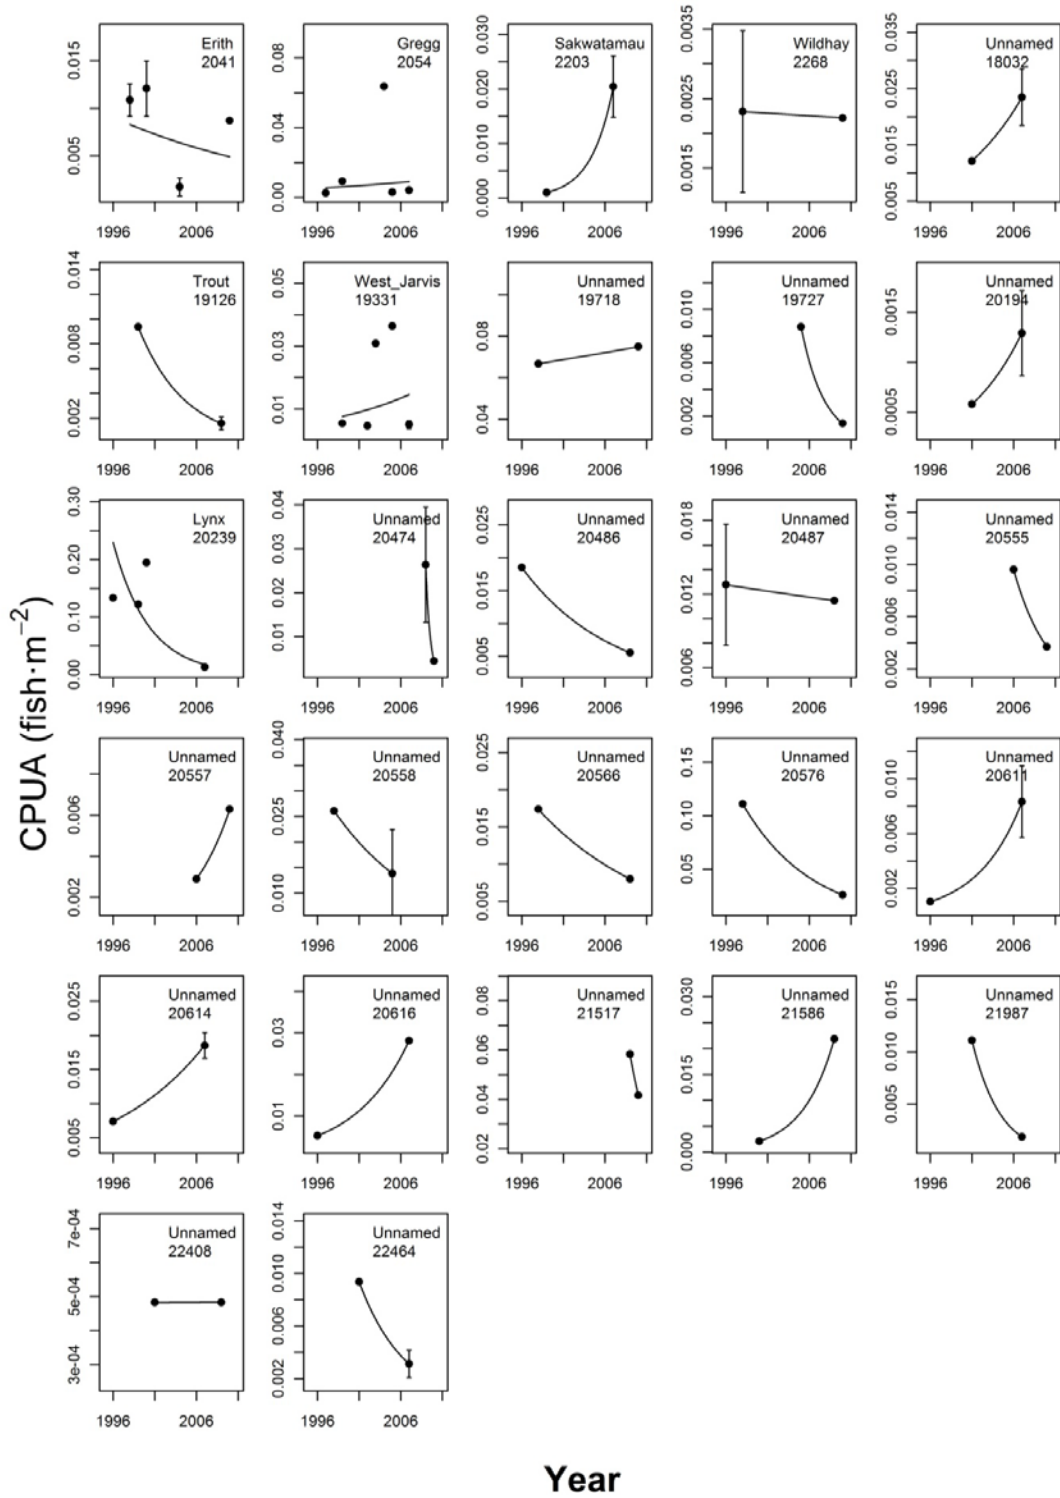 CPUA (fish·m−2)
Erith
2041
0.005 0.015
1996 2006
Gregg
2054
0.00 0.04 0.08
1996 2006
Sakwatamau
2203
0.000 0.010 0.020 0.030
1996 2006
Wildhay
2268
0.0015 0.0025 0.0035
1996 2006
Unnamed
18032
0.005 0.015 0.025 0.035
1996 2006
Trout
19126
0.002 0.008 0.014
1996 2006
West_Jarvis
19331
0.01 0.03 0.05
1996 2006
Unnamed
19718
0.04 0.08
1996 2006
Unnamed
19727
0.002 0.006 0.010
1996 2006
Unnamed
20194
0.0005 0.0015
1996 2006
Lynx
20239
0.00 0.10 0.20 0.30
1996 2006
Unnamed
20474
0.01 0.02 0.03 0.04
1996 2006
Unnamed
20486
0.005 0.015 0.025
1996 2006
Unnamed
20487
0.006 0.012 0.018
1996 2006
Unnamed
20555
0.002 0.006 0.010 0.014
1996 2006
Unnamed
20557
0.002 0.006
1996 2006
Unnamed
20558
0.010 0.025 0.040
1996 2006
Unnamed
20566
0.005 0.015 0.025
1996 2006
Unnamed
20576
0.05 0.10 0.15
1996 2006
Unnamed
20611
0.002 0.006 0.010
1996 2006
Unnamed
20614
0.005 0.015 0.025
1996 2006
Unnamed
20616
0.01 0.03
1996 2006
Unnamed
21517
0.02 0.04 0.06 0.08
1996 2006
Unnamed
21586
0.000 0.015 0.030
1996 2006
Unnamed
21987
0.005 0.010 0.015
1996 2006
Unnamed
22408
3e-04 5e-04 7e-04
1996 2006
Unnamed
22464
0.002 0.006 0.010 0.014
1996 2006
Year